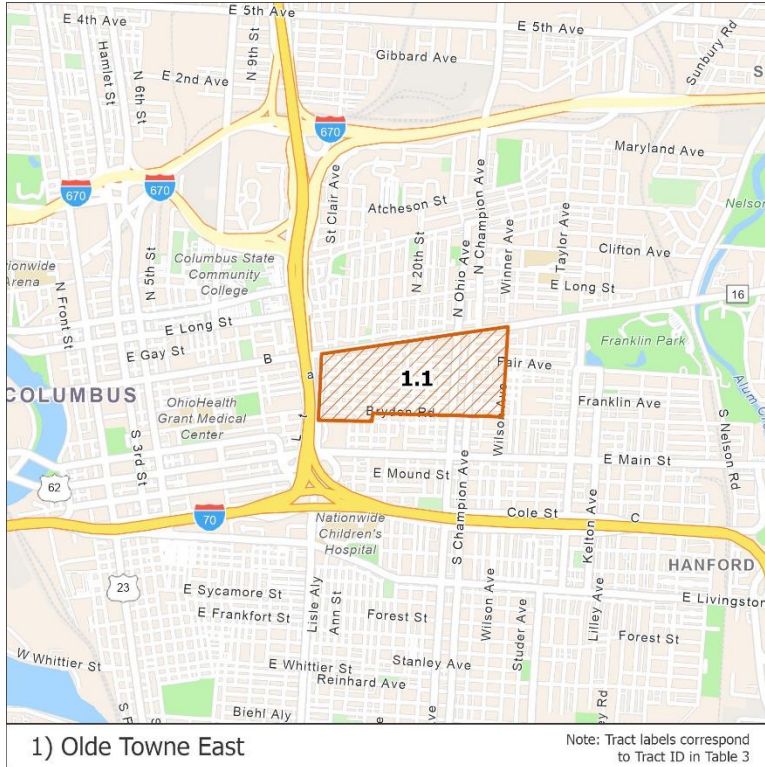 E 4th Ave
E 5th Ave
E 5th Ave
Hamlet St
N 6th St
N 9th St
Gibbard Ave
Sunbury Rd
S
E 2nd Ave
670
Maryland Ave
670
670
St Clair Ave
Atcheson St
N Champion Ave
Winner Ave
Taylor Ave
Nelson
N 20th St
N Ohio Ave
Clifton Ave
ionwide
Arena
N 5th St
Columbus State
Community
College
E Long St
16
N Front St
E Long St
E Gay St
B
a
Franklin Park
Fair Ave
1.1
COLUMBUS
OhioHealth
Grant Medical
Center
Bryden Rd
Franklin Ave
Wilson Ave
Alum Cr
S Nelson Rd
L t
S 3rd St
E Mound St
E Main St
62
70
Nationwide
Children's
Hospital
S Champion Ave
Cole St
C
Kelton Ave
HANFORD
23
E Sycamore St
E Frankfort St
Lisle Aly
Ann St
Forest St
Wilson Ave
Studer Ave
Lilley Ave
E Livingston
Forest St
W Whittier St
E Whittier St
Stanley Ave
Reinhard Ave
Biehl Aly
S F
ey Rd
1) Olde Towne East
Note: Tract labels correspond
to Tract ID in Table 3